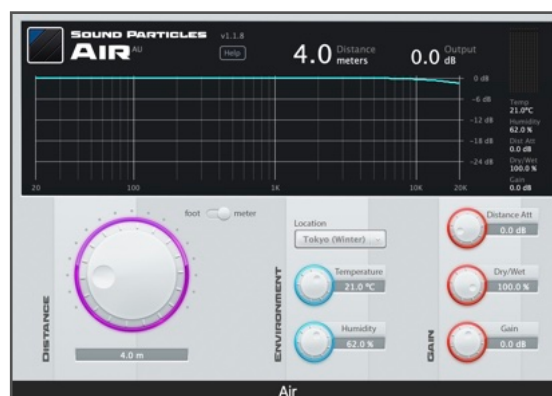 SOUND PARTICLES v1.1.8
AIR AU
Help
4.0 Distance meters
0.0 Output dB
0 dB
-6 dB
-12 dB
-18 dB
-24 dB
20 100 1K 10K 20K
Temp
21.0ºC
Humidity
62.0 %
Dist Att
0.0 dB
Dry/Wet
100.0 %
Gain
0.0 dB
foot meter
DISTANCE
4.0 m
ENVIRONMENT
Location
Tokyo (Winter)
Temperature
21.0 ºC
Humidity
62.0 %
GAIN
Distance Att
0.0 dB
Dry/Wet
100.0 %
Gain
0.0 dB
Air